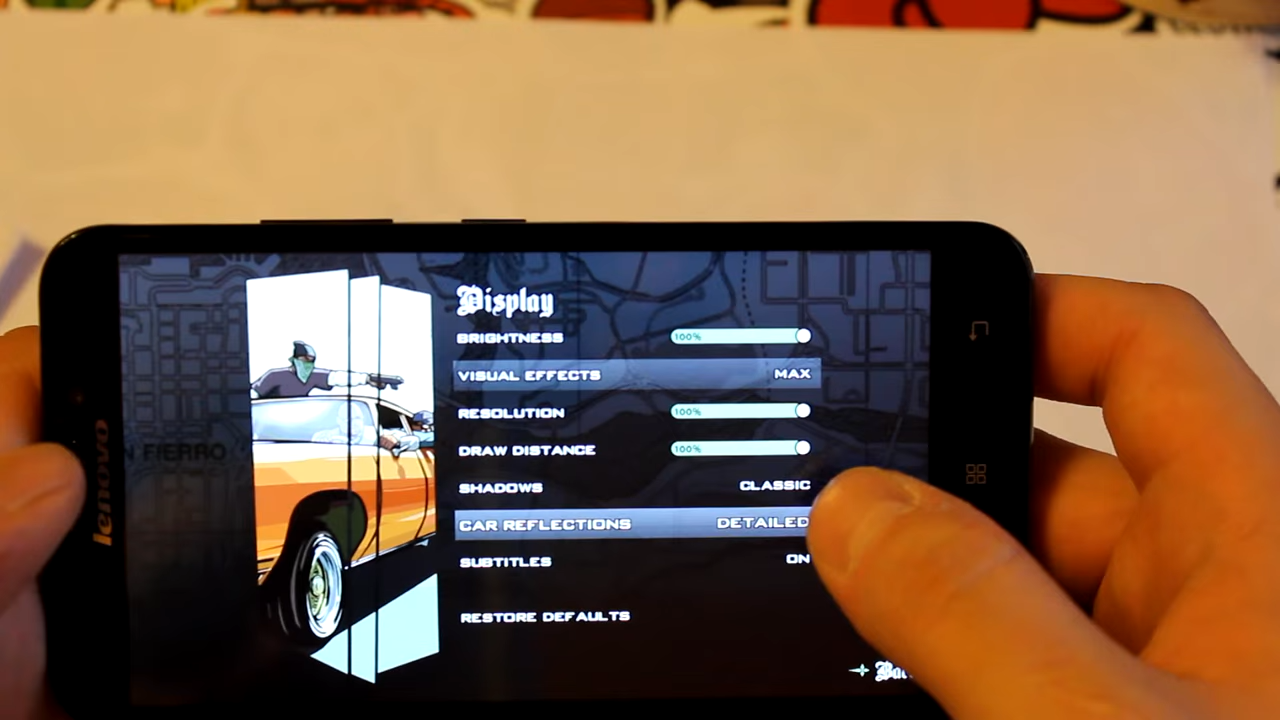 Display
BRIGHTNESS 100%
VISUAL EFFECTS MAX
RESOLUTION 100%
DRAW DISTANCE 100%
N FIERRO
SHADOWS CLASSIC
lenovo
CAR REFLECTIONS DETAILED
SUBTITLES ON
RESTORE DEFAULTS